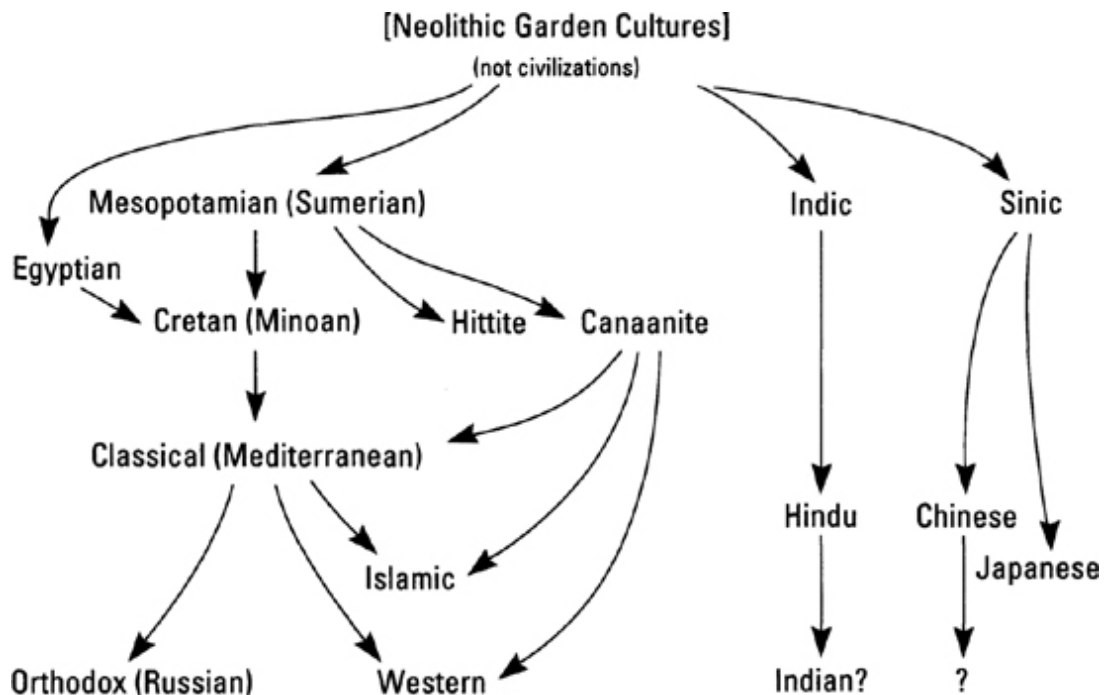 [Neolithic Garden Cultures]
(not civilizations)
Mesopotamian (Sumerian)
Indic
Sinic
Egyptian
Cretan (Minoan)
Hittite
Canaanite
Classical (Mediterranean)
Hindu
Chinese
Islamic
Japanese
Orthodox (Russian)
Western
Indian?
?